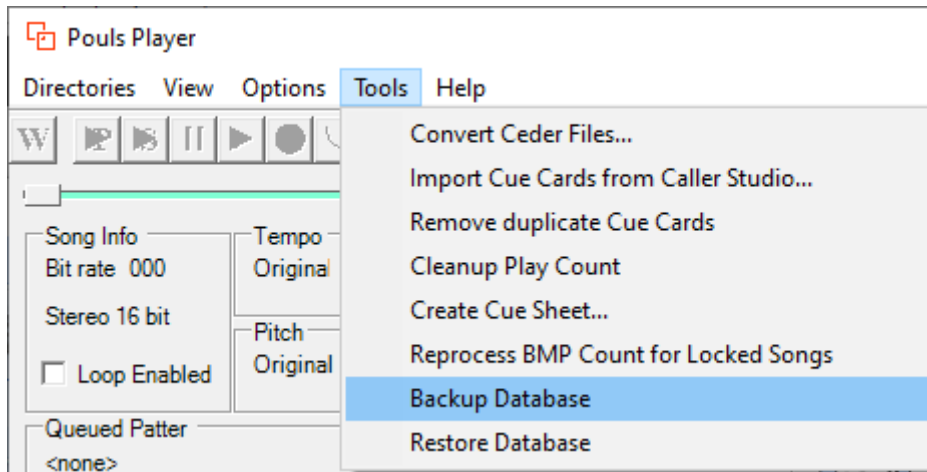 Pouls Player
Directories View Options Tools Help
W P S
Convert Ceder Files...
Import Cue Cards from Caller Studio...
Remove duplicate Cue Cards
Cleanup Play Count
Create Cue Sheet...
Reprocess BMP Count for Locked Songs
Backup Database
Restore Database
Song Info
Bit rate 000
Stereo 16 bit
Loop Enabled
Tempo
Original
Pitch
Original
Queued Patter
<none>